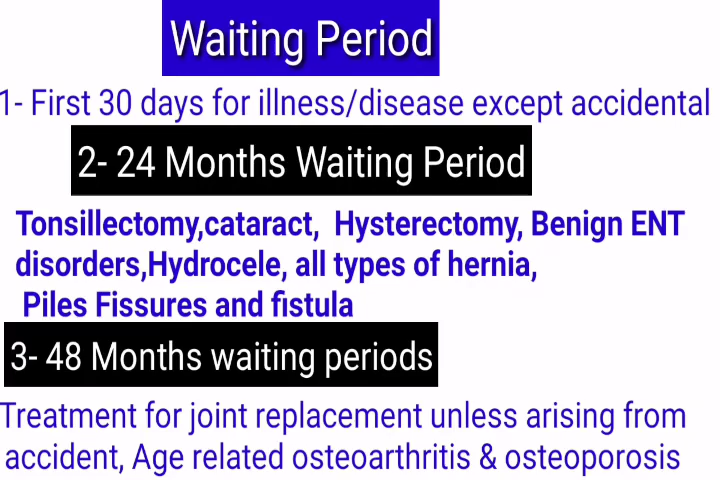 Waiting Period
1- First 30 days for illness/disease except accidental
2- 24 Months Waiting Period
Tonsillectomy,cataract, Hysterectomy, Benign ENT
disorders,Hydrocele, all types of hernia,
Piles Fissures and fistula
3- 48 Months waiting periods
Treatment for joint replacement unless arising from
accident, Age related osteoarthritis & osteoporosis